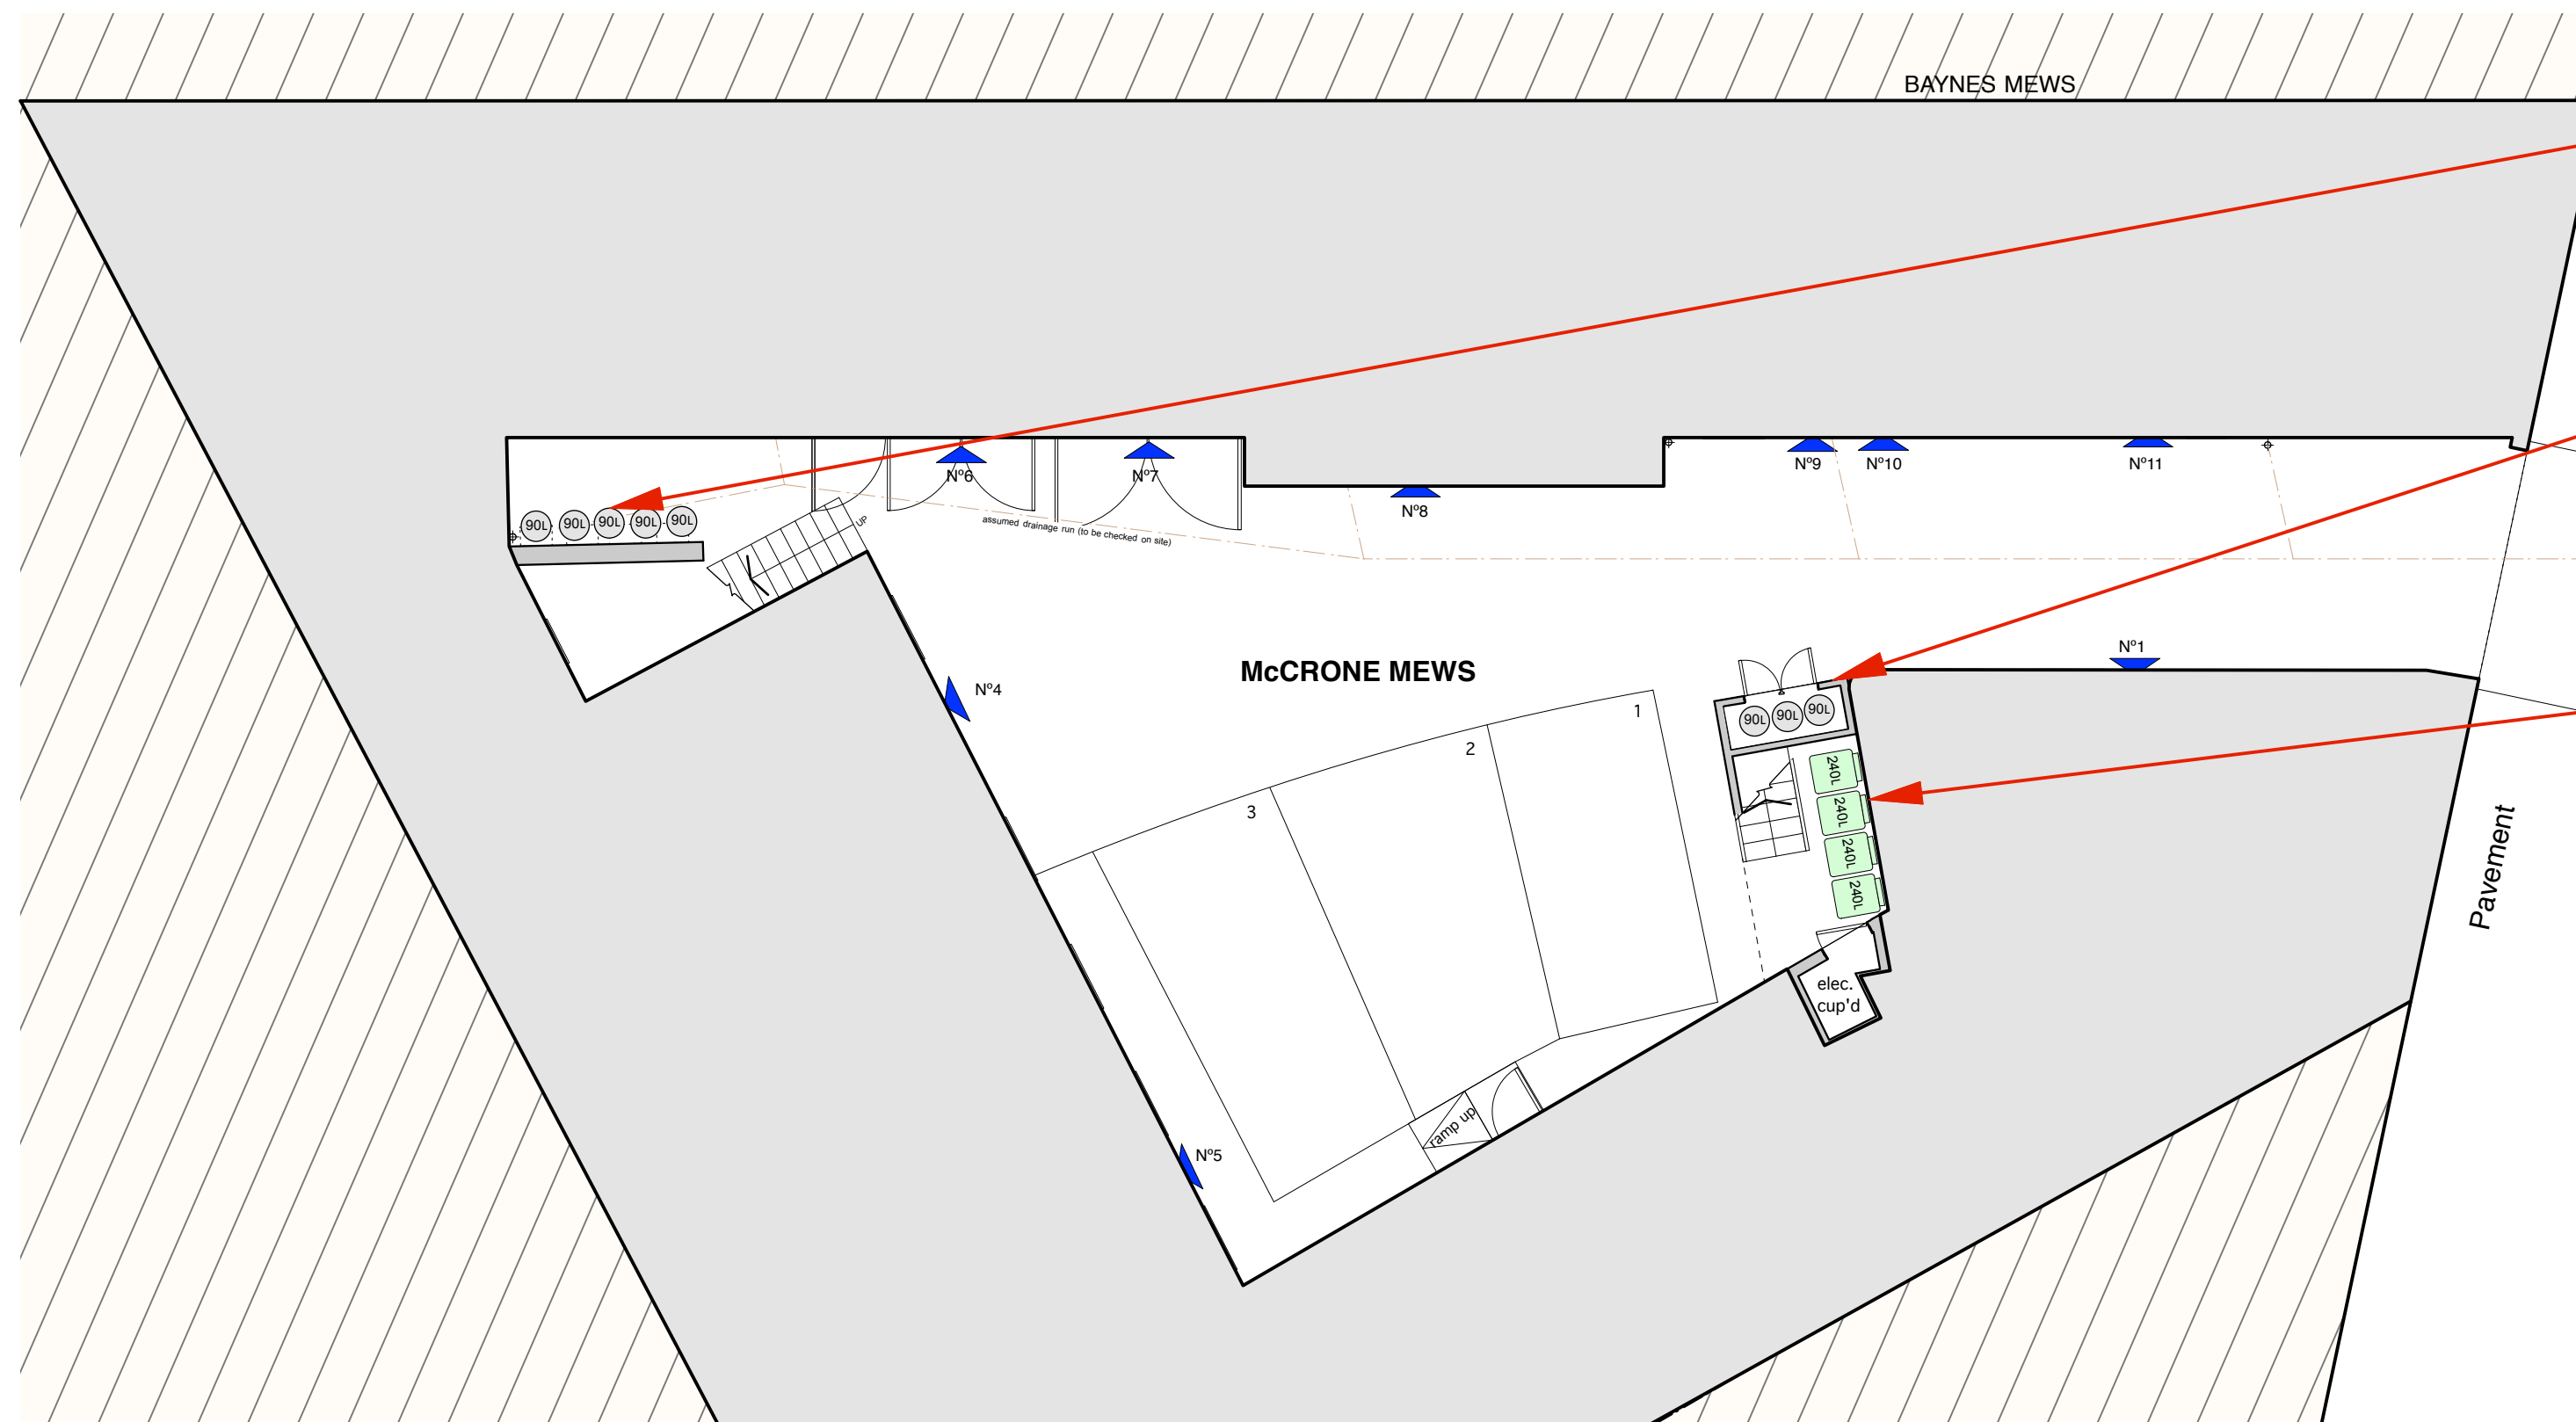 BAYNES MEWS
Nº6
Nº7
Nº8
Nº9
Nº10
Nº11
90L
90L
90L
90L
90L
UP
assumed drainage run (to be checked on site)
Nº1
McCRONE MEWS
Nº4
1
2
3
90L
90L
90L
240L
240L
240L
240L
Pavement
elec.
cup'd
ramp up
Nº5